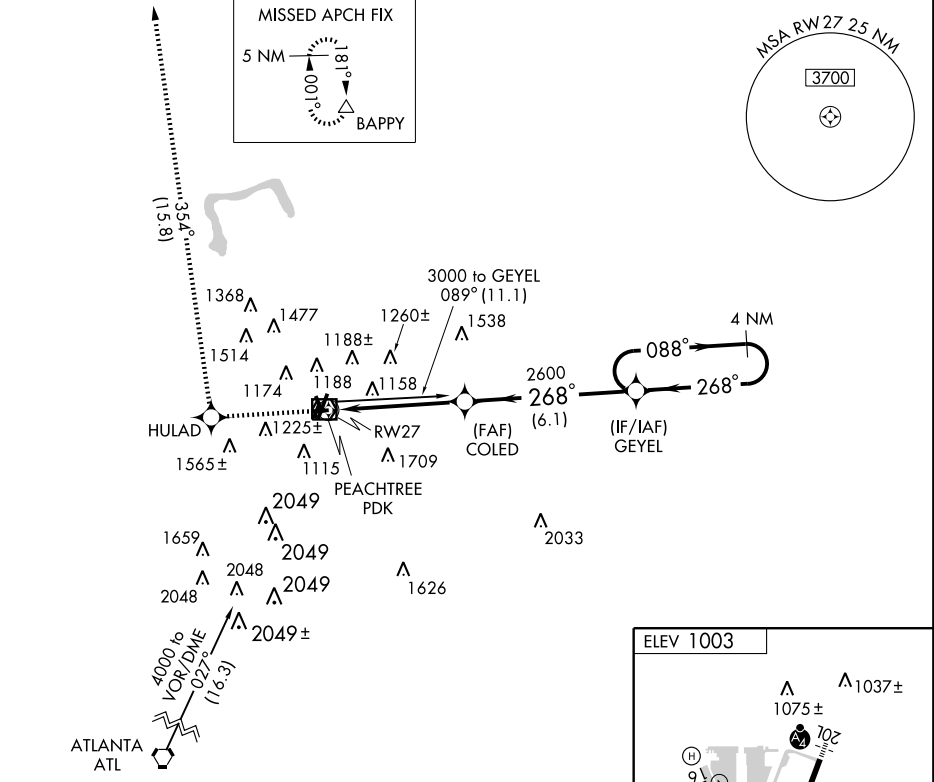 MISSED APCH FIX
5 NM
181°
001°
BAPPY
MSA RW27 25 NM
3700
354°
(15.8)
3000 to GEYEL
089° (11.1)
1368
1477
1260±
1538
4 NM
1514
1188±
088°
1174
1188
1158
2600
268°
268°
(6.1)
HULAD
1225±
RW27
(FAF)
COLED
(IF/IAF)
GEYEL
1565±
1115
1709
PEACHTREE
PDK
2049
1659
2049
2033
2048
2048
2049
1626
2049±
4000 to
VOR/DME
027°
(16.3)
ATLANTA
ATL
ELEV 1003
1075±
1037±
A4
20L
H